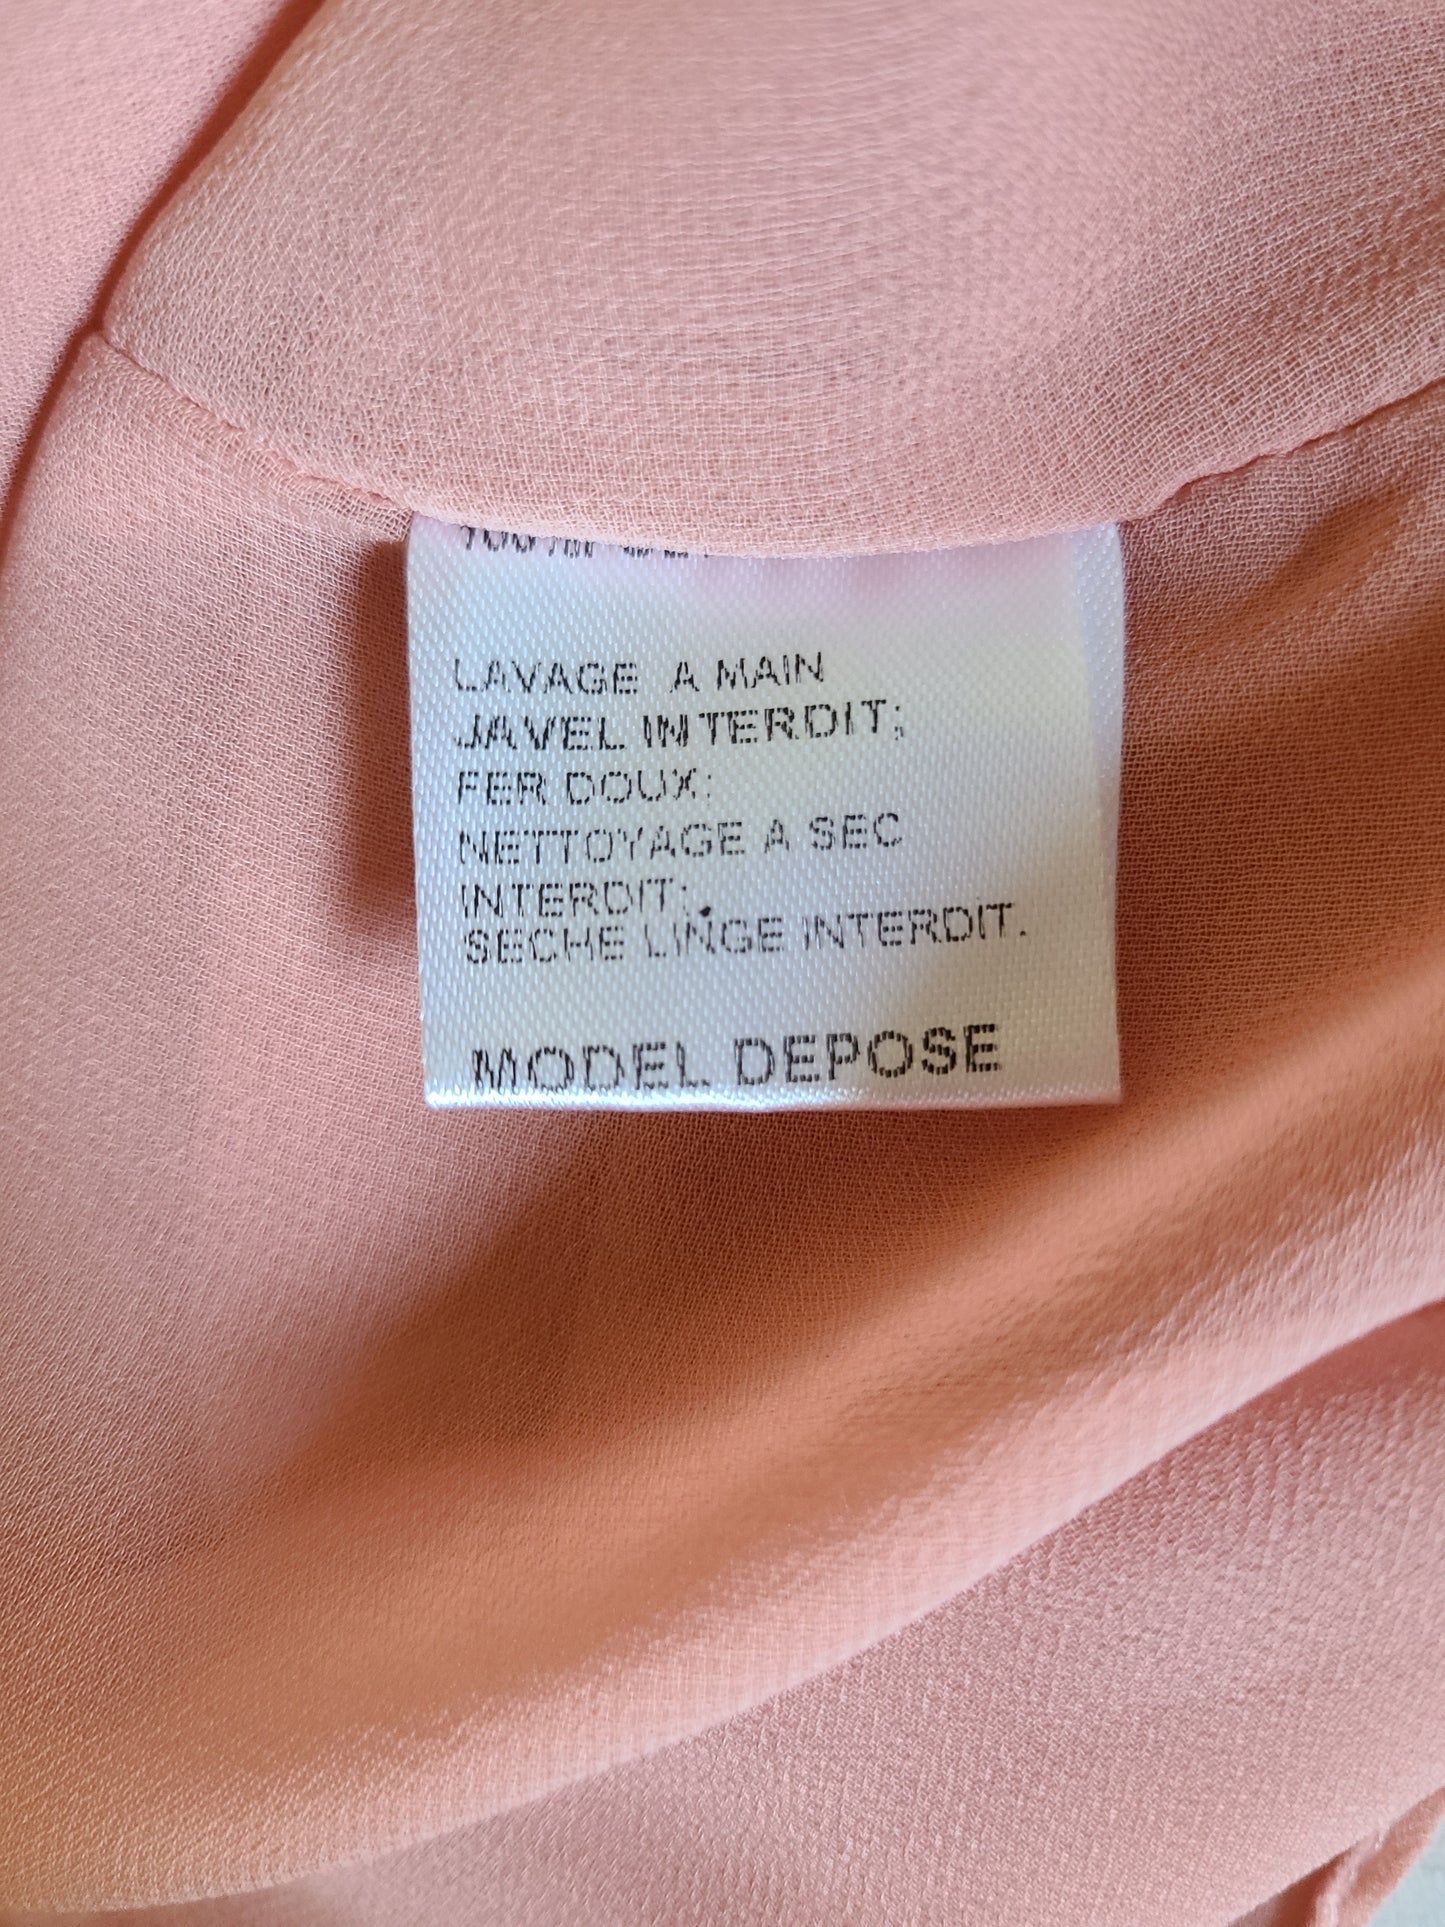 LAVAGE A MAIN
JAVEL INTERDIT;
FER DOUX;
NETTOYAGE A SEC
INTERDIT;
SECHE LINGE INTERDIT.
MODEL DEPOSE